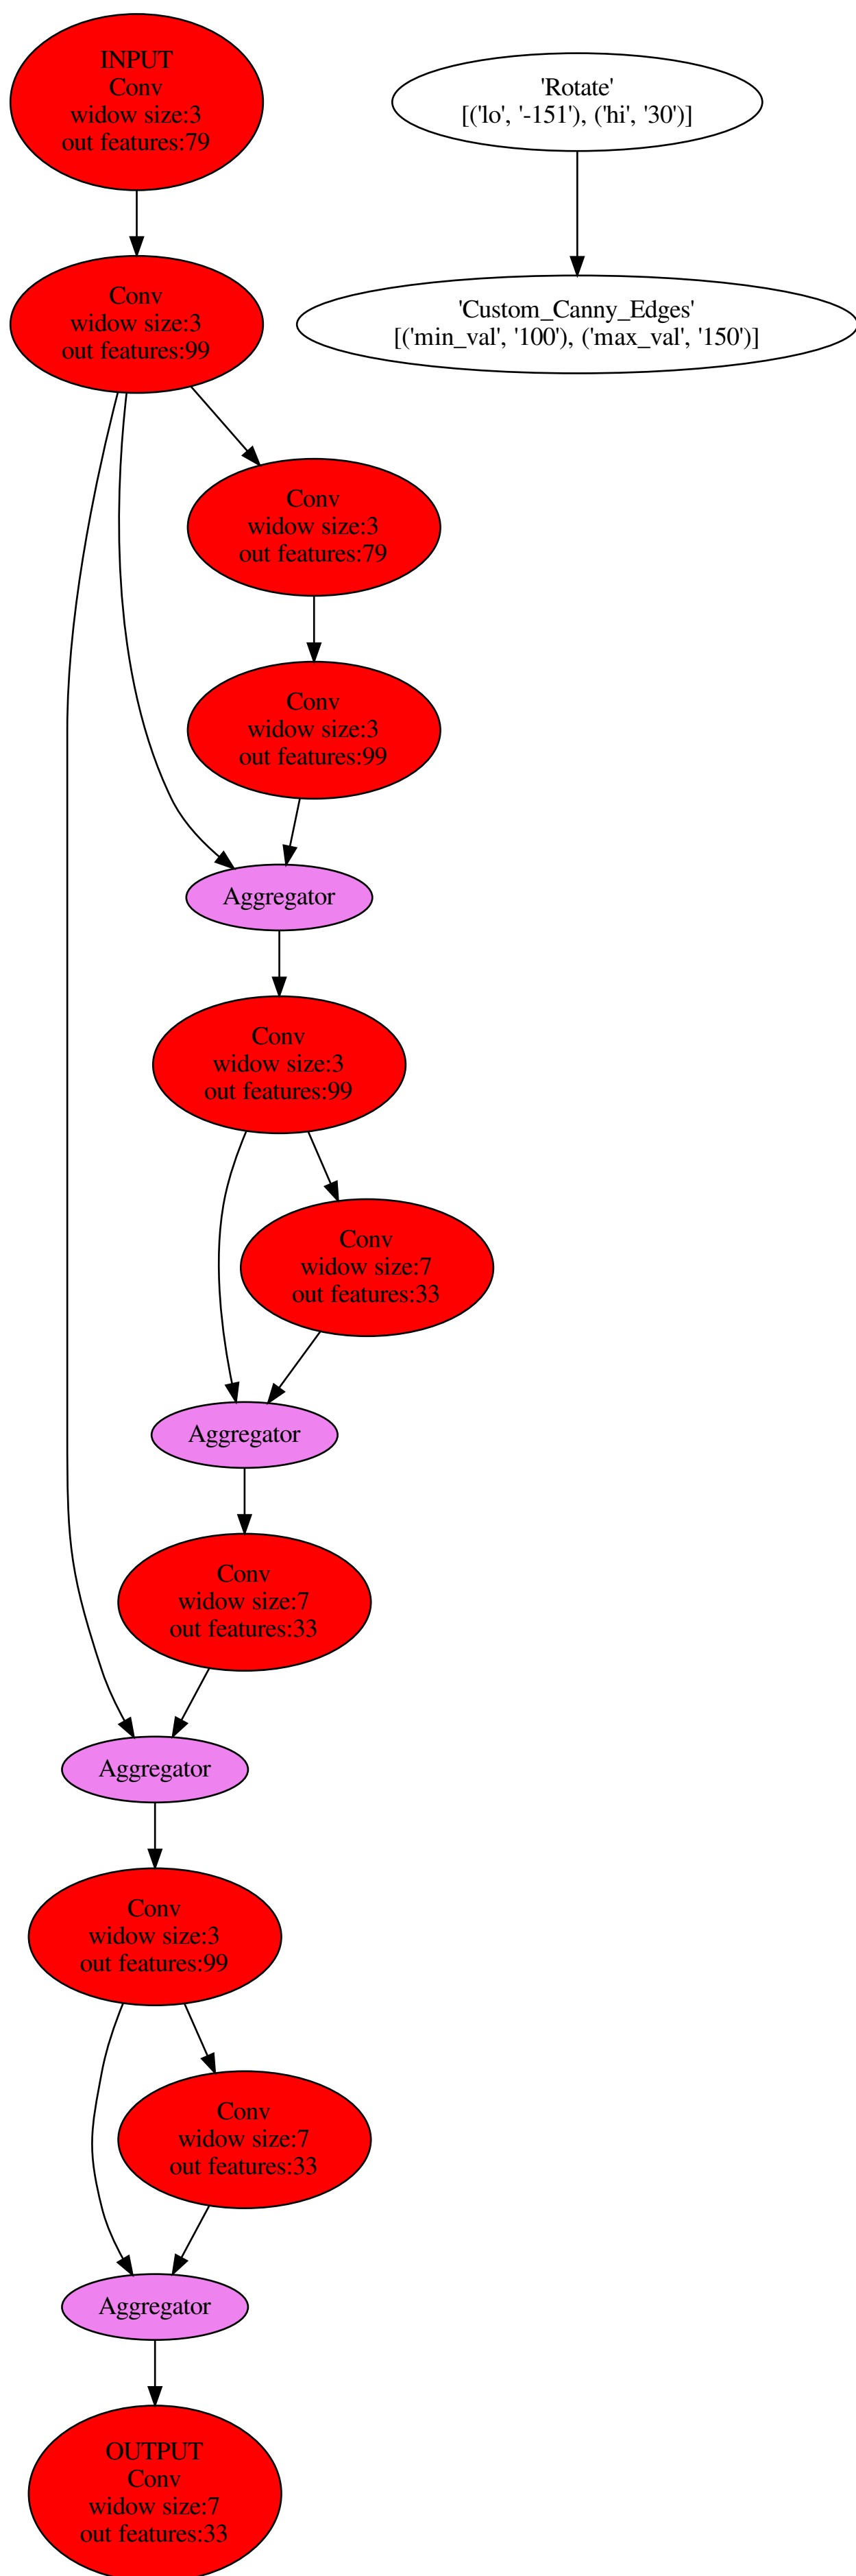 INPUT
Conv
widow size:3
out features:79
'Rotate'
[('lo', '-151'), ('hi', '30')]
Conv
widow size:3
out features:99
'Custom_Canny_Edges'
[('min_val', '100'), ('max_val', '150')]
Conv
widow size:3
out features:79
Conv
widow size:3
out features:99
Aggregator
Conv
widow size:3
out features:99
Conv
widow size:7
out features:33
Aggregator
Conv
widow size:7
out features:33
Aggregator
Conv
widow size:3
out features:99
Conv
widow size:7
out features:33
Aggregator
OUTPUT
Conv
widow size:7
out features:33